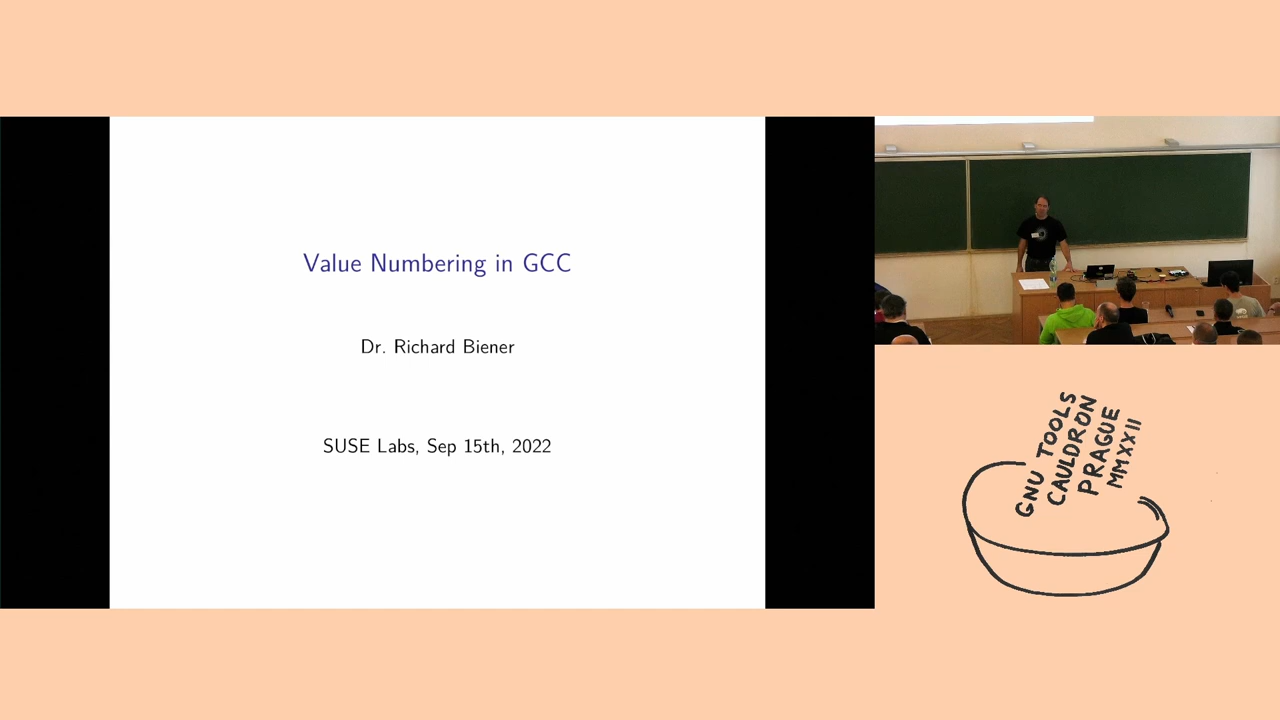 Value Numbering in GCC
Dr. Richard Biener
SUSE Labs, Sep 15th, 2022
GNU TOOLS
CAULDRON
PRAGUE
MMXXII